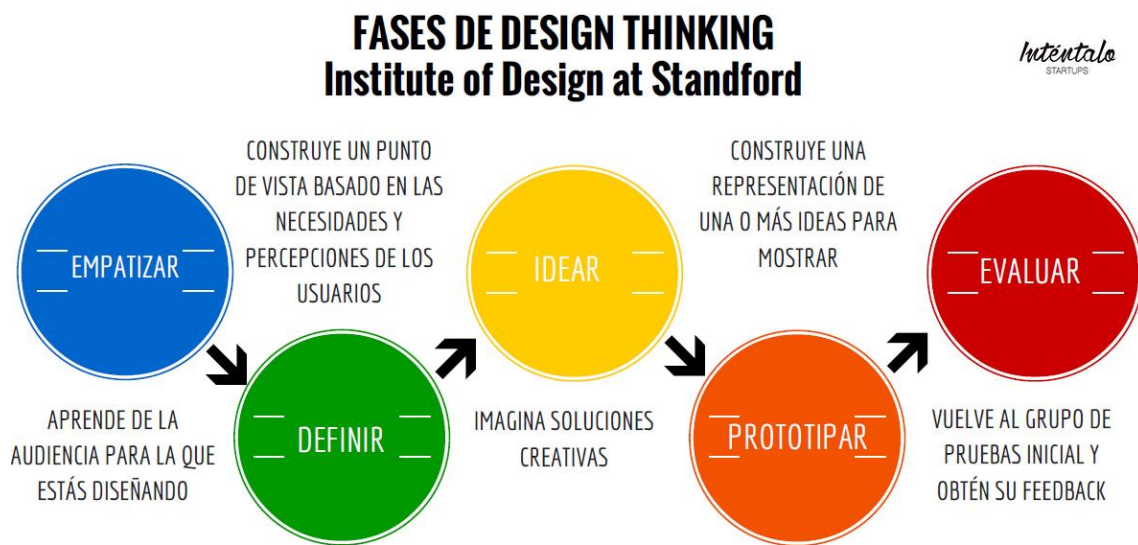 FASES DE DESIGN THINKING
Institute of Design at Standford
Inténtalo
STARTUPS
EMPATIZAR
APRENDE DE LA
AUDIENCIA PARA LA QUE
ESTÁS DISEÑANDO
CONSTRUYE UN PUNTO
DE VISTA BASADO EN LAS
NECESIDADES Y
PERCEPCIONES DE LOS
USUARIOS
DEFINIR
IDEAR
IMAGINA SOLUCIONES
CREATIVAS
CONSTRUYE UNA
REPRESENTACIÓN DE
UNA O MÁS IDEAS PARA
MOSTRAR
PROTOTIPAR
EVALUAR
VUELVE AL GRUPO DE
PRUEBAS INICIAL Y
OBTÉN SU FEEDBACK